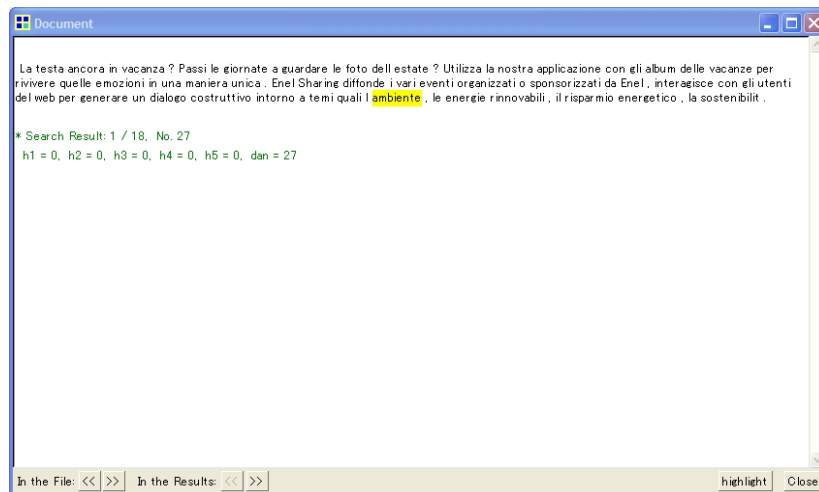 Document
La testa ancora in vacanza ? Passi le giornate a guardare le foto dell estate ? Utilizza la nostra applicazione con gli album delle vacanze per
rivivere quelle emozioni in una maniera unica . Enel Sharing diffonde i vari eventi organizzati o sponsorizzati da Enel , interagisce con gli utenti
del web per generare un dialogo costruttivo intorno a temi quali l ambiente , le energie rinnovabili , il risparmio energetico , la sostenibilit .
* Search Result: 1 / 18, No. 27
h1 = 0, h2 = 0, h3 = 0, h4 = 0, h5 = 0, dan = 27
In the File: << >> In the Results: << >> highlight Close